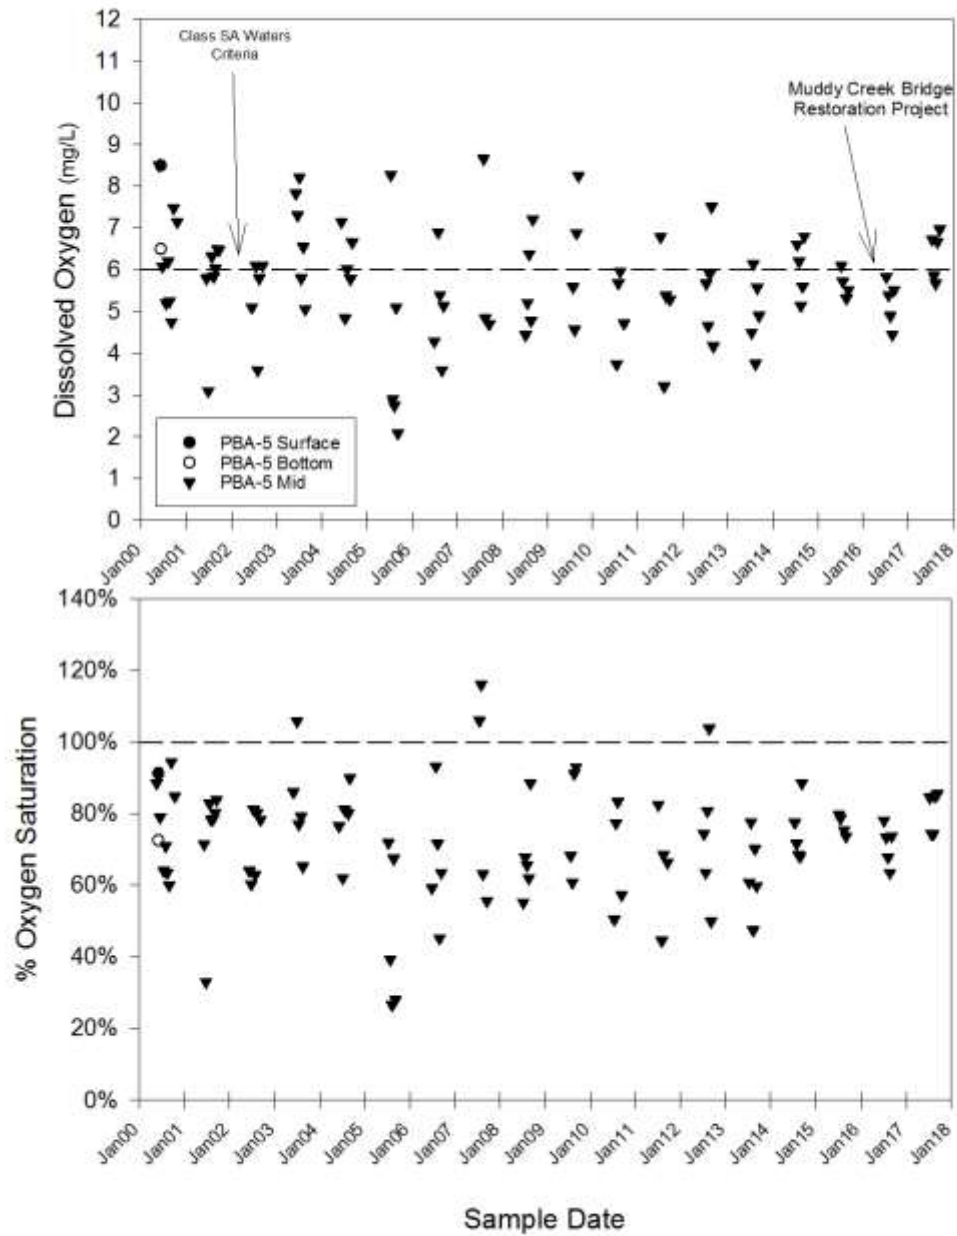 12
Class SA Waters
Criteria
11
Muddy Creek Bridge
Restoration Project
10
9
8
7
6
5
4
3
2
1
0
Dissolved Oxygen (mg/L)
PBA-5 Surface
PBA-5 Bottom
PBA-5 Mid
Jan00 Jan01 Jan02 Jan03 Jan04 Jan05 Jan06 Jan07 Jan08 Jan09 Jan10 Jan11 Jan12 Jan13 Jan14 Jan15 Jan16 Jan17 Jan18
140%
120%
100%
80%
60%
40%
20%
0%
% Oxygen Saturation
Jan00 Jan01 Jan02 Jan03 Jan04 Jan05 Jan06 Jan07 Jan08 Jan09 Jan10 Jan11 Jan12 Jan13 Jan14 Jan15 Jan16 Jan17 Jan18
Sample Date